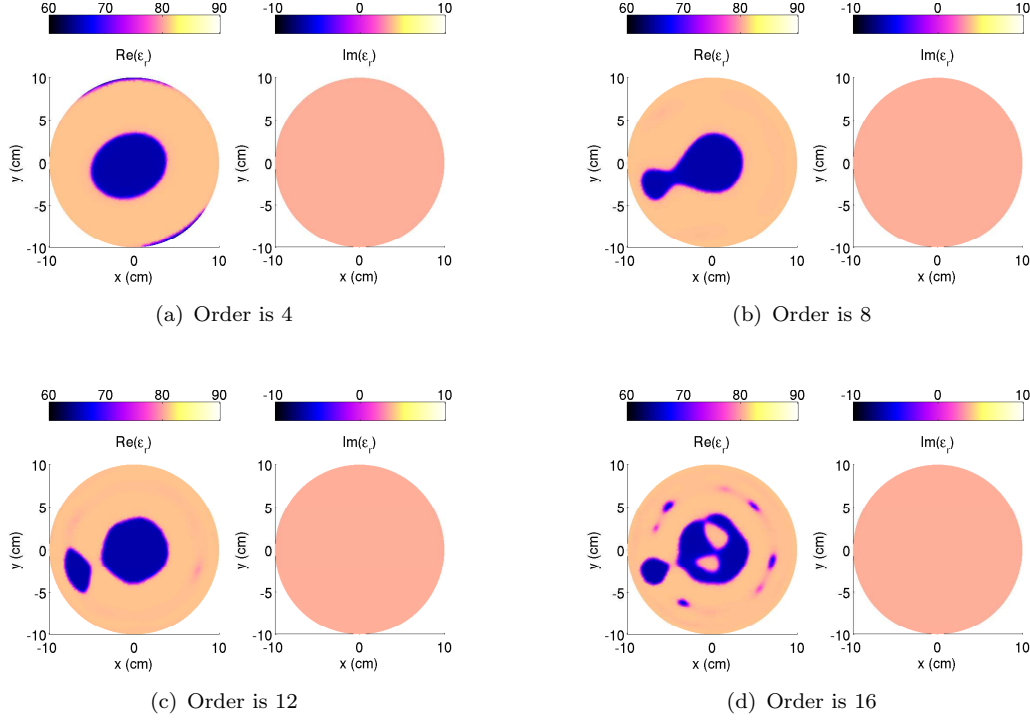 60 70 80 90 -10 0 10
Re(ε_r) Im(ε_r)
10 5 0 -5 -10
y (cm)
-10 0 10
x (cm)
10 5 0 -5 -10
y (cm)
-10 0 10
x (cm)
(a) Order is 4
60 70 80 90 -10 0 10
Re(ε_r) Im(ε_r)
10 5 0 -5 -10
y (cm)
-10 0 10
x (cm)
10 5 0 -5 -10
y (cm)
-10 0 10
x (cm)
(b) Order is 8
60 70 80 90 -10 0 10
Re(ε_r) Im(ε_r)
10 5 0 -5 -10
y (cm)
-10 0 10
x (cm)
10 5 0 -5 -10
y (cm)
-10 0 10
x (cm)
(c) Order is 12
60 70 80 90 -10 0 10
Re(ε_r) Im(ε_r)
10 5 0 -5 -10
y (cm)
-10 0 10
x (cm)
10 5 0 -5 -10
y (cm)
-10 0 10
x (cm)
(d) Order is 16